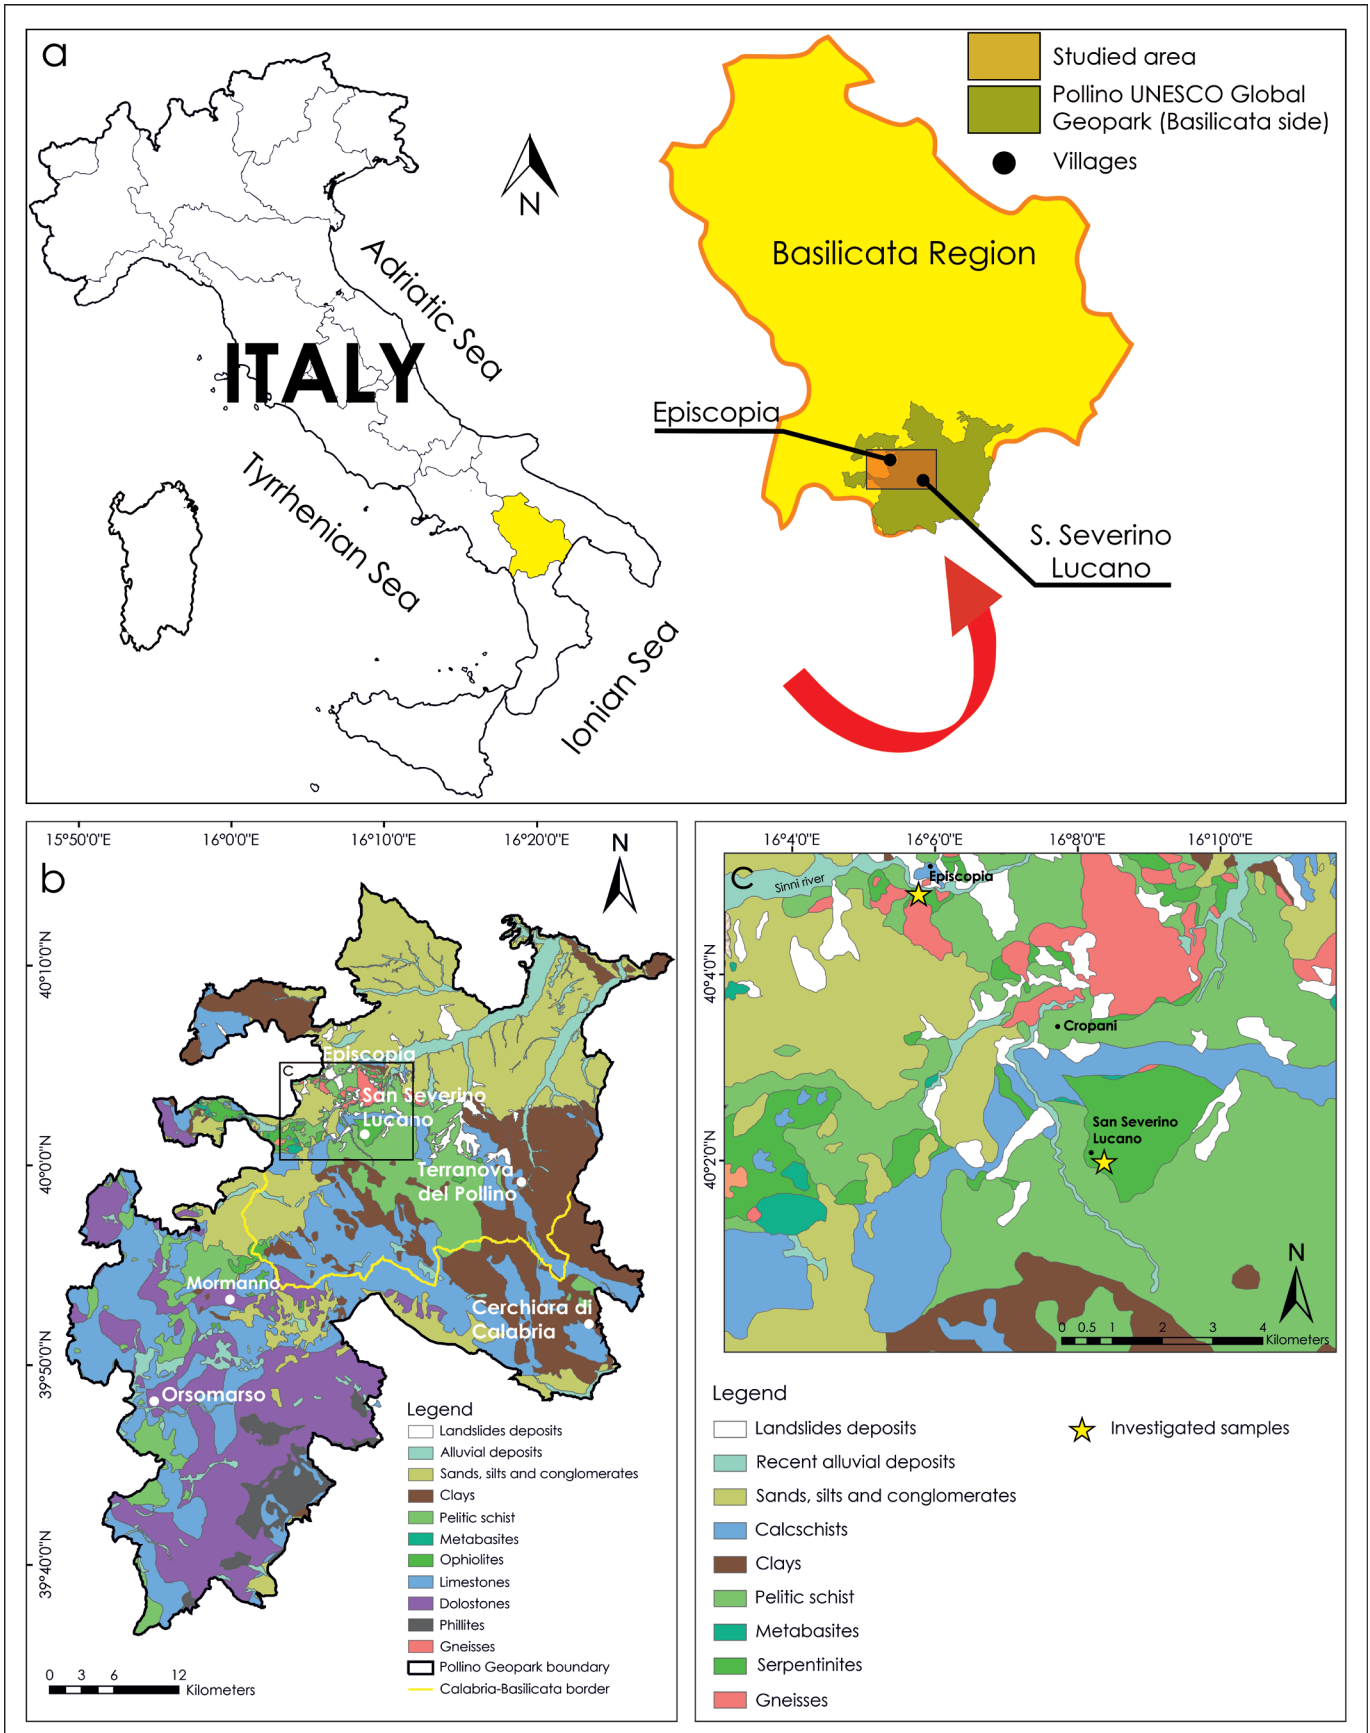 a
Studied area
Pollino UNESCO Global
Geopark (Basilicata side)
Villages
N
Adriatic Sea
Basilicata Region
ITALY
Episcopia
Tyrrhenian Sea
S. Severino
Lucano
Ionian Sea
15°50'0"E
16°0'0"E
16°10'0"E
16°20'0"E
b
N
40°10'0"N
40°0'0"N
39°50'0"N
39°40'0"N
Episcopia
C
San Severino
Lucano
Terranova
del Pollino
Mormanno
Cerchiara di
Calabria
Orsomarso
Legend
Landslides deposits
Alluvial deposits
Sands, silts and conglomerates
Clays
Pelitic schist
Metabasites
Ophiolites
Limestones
Dolostones
Phillites
Gneisses
Pollino Geopark boundary
Calabria-Basilicata border
0 3 6 12
Kilometers
16°4'0"E
16°6'0"E
16°8'0"E
16°10'0"E
C
40°4'0"N
40°2'0"N
Sinni river
Episcopia
Cropani
San Severino
Lucano
N
0 0.5 1 2 3 4
Kilometers
Legend
Landslides deposits
Recent alluvial deposits
Sands, silts and conglomerates
Calcschists
Clays
Pelitic schist
Metabasites
Serpentinites
Gneisses
Investigated samples